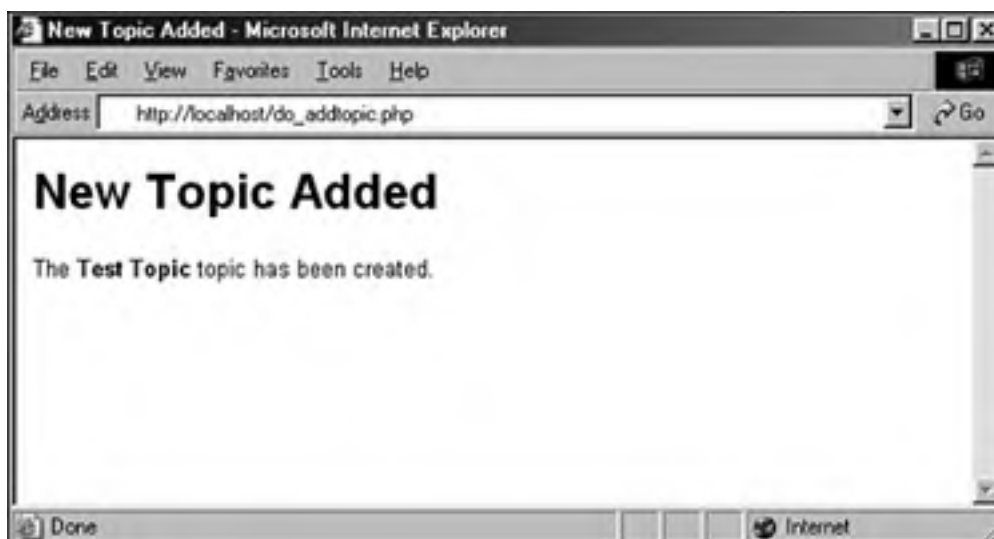 New Topic Added - Microsoft Internet Explorer
File Edit View Favorites Tools Help
Address http://localhost/do_addtopic.php Go
New Topic Added
The Test Topic topic has been created.
Done Internet